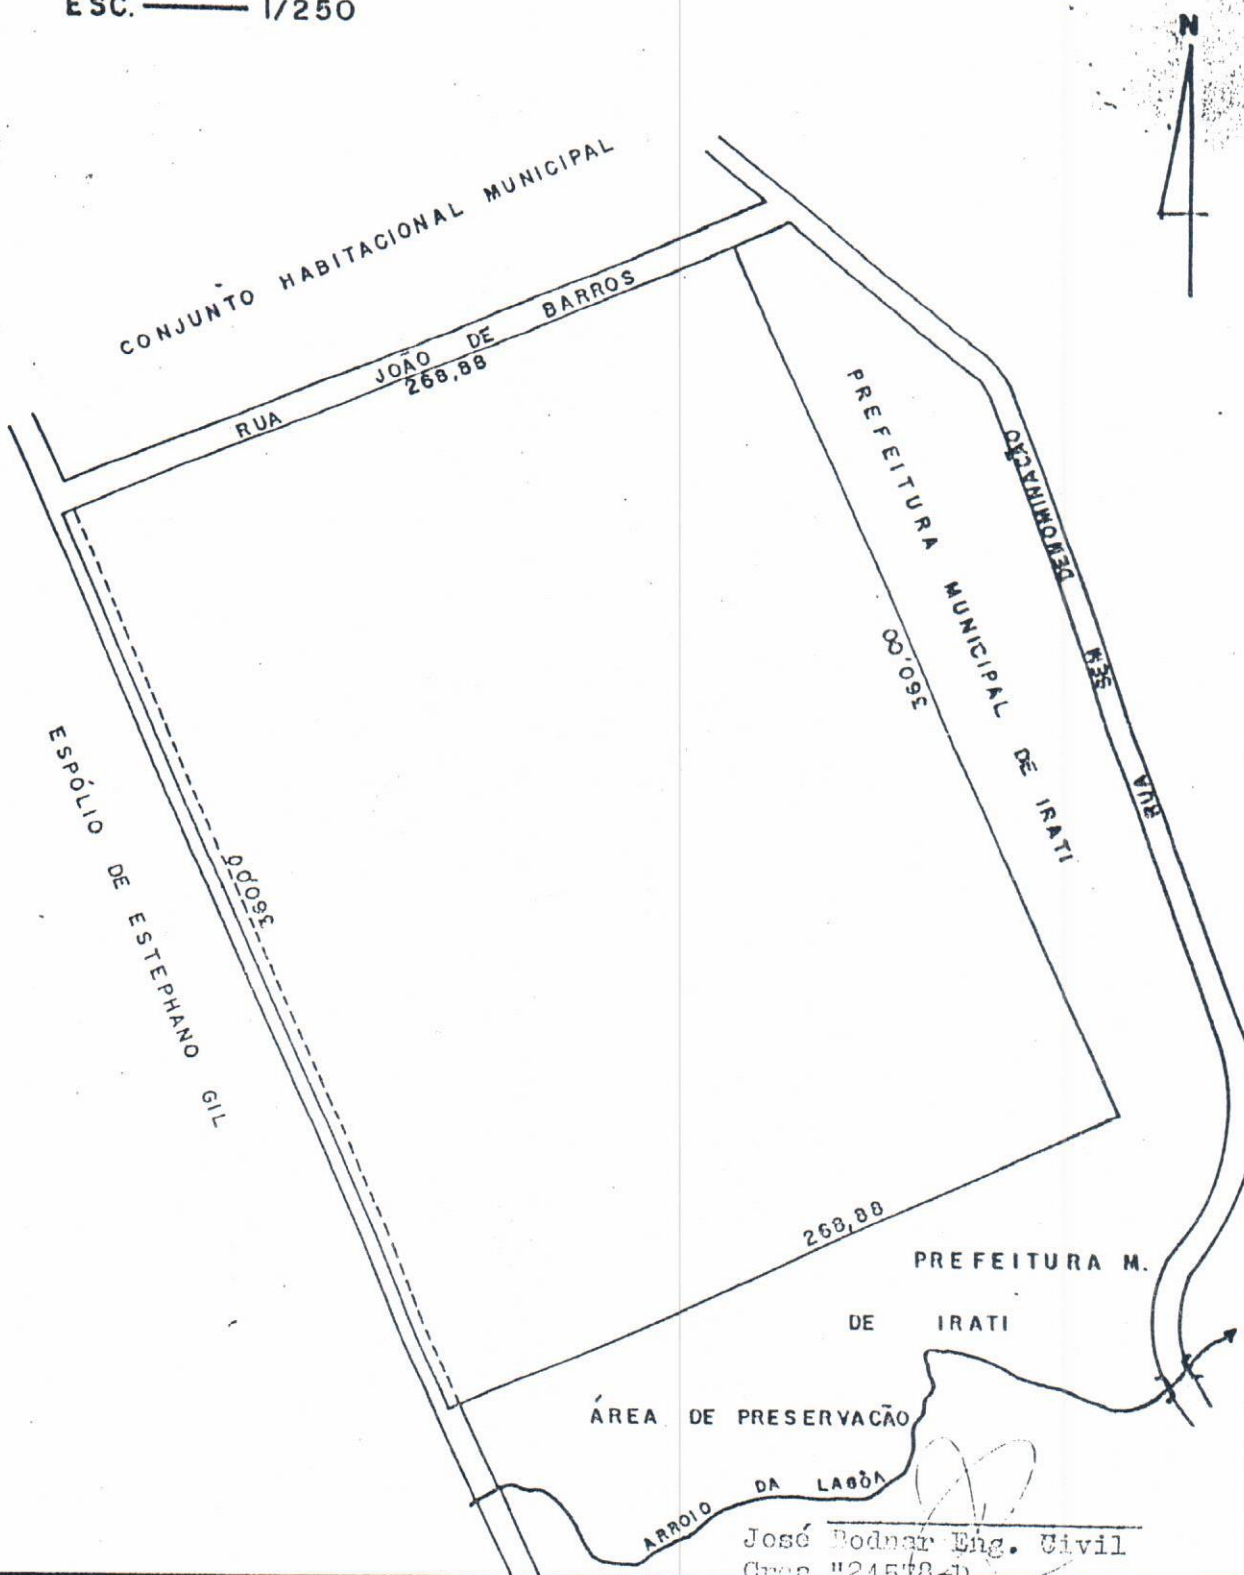 ESC. 1/250
N
CONJUNTO HABITACIONAL MUNICIPAL
RUA JOÃO DE BARROS
268,88
PREFEITURA MUNICIPAL DE IRATI
360,00
RUA SEM DENOMINAÇÃO
ESPÓLIO DE ESTEPHANO GIL
360,00
268,88
PREFEITURA M.
DE IRATI
ÁREA DE PRESERVAÇÃO
ARROIO DA LAGÔA
José Bodnar Eng. Civil